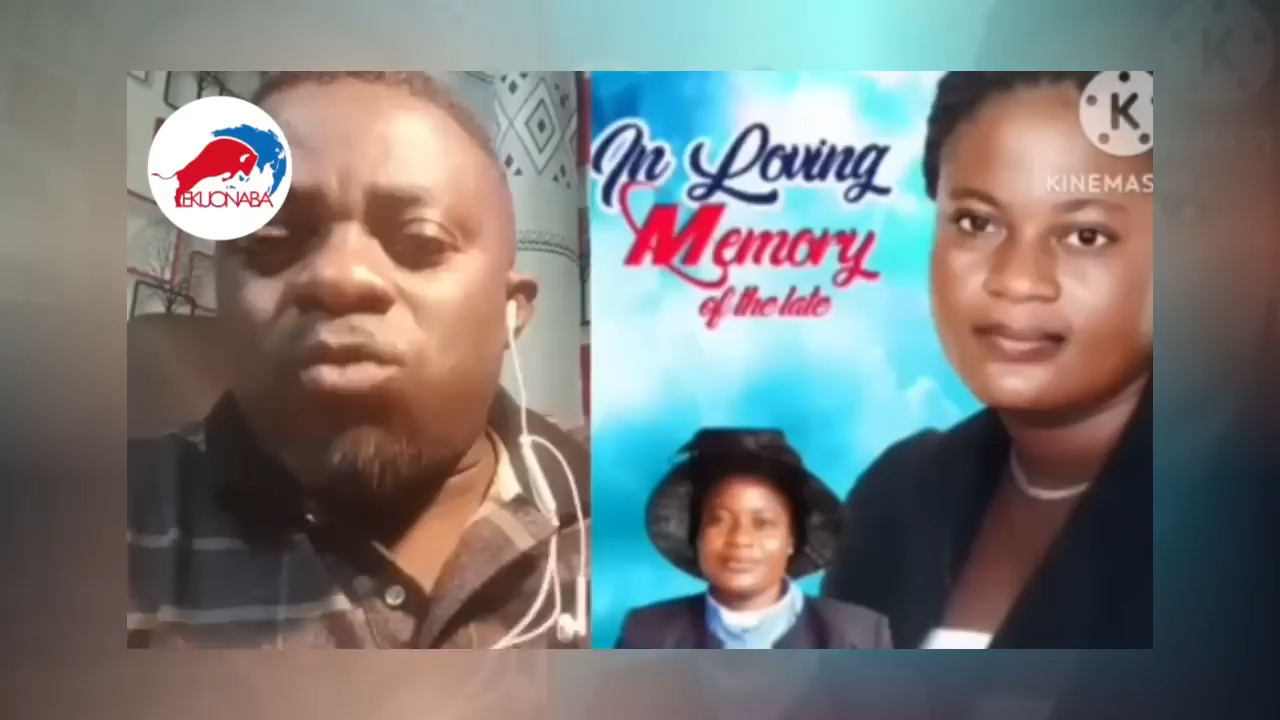 EKUONABA
In Loving
Memory
of the late
K
KINEMAS